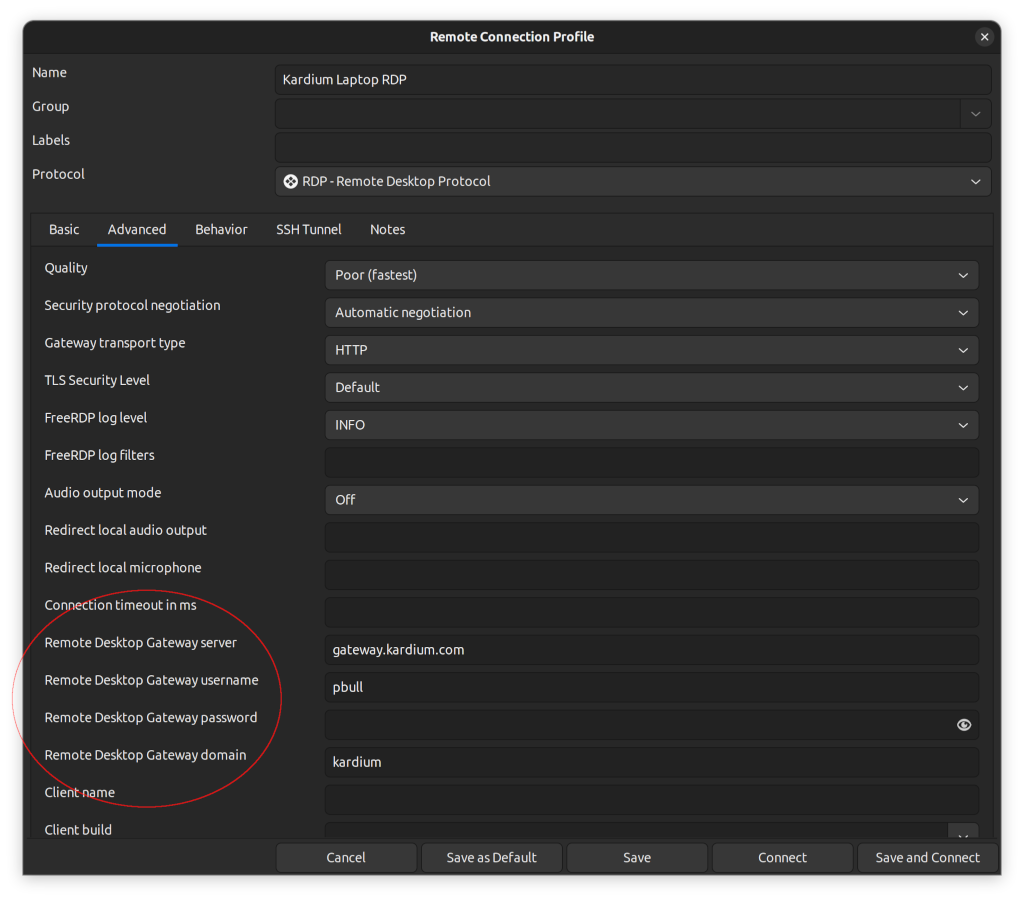 Remote Connection Profile
Name
Kardium Laptop RDP
Group
Labels
Protocol
RDP - Remote Desktop Protocol
Basic Advanced Behavior SSH Tunnel Notes
Quality
Poor (fastest)
Security protocol negotiation
Automatic negotiation
Gateway transport type
HTTP
TLS Security Level
Default
FreeRDP log level
INFO
FreeRDP log filters
Audio output mode
Off
Redirect local audio output
Redirect local microphone
Connection timeout in ms
Remote Desktop Gateway server
gateway.kardium.com
Remote Desktop Gateway username
pbull
Remote Desktop Gateway password
Remote Desktop Gateway domain
kardium
Client name
Client build
Cancel Save as Default Save Connect Save and Connect